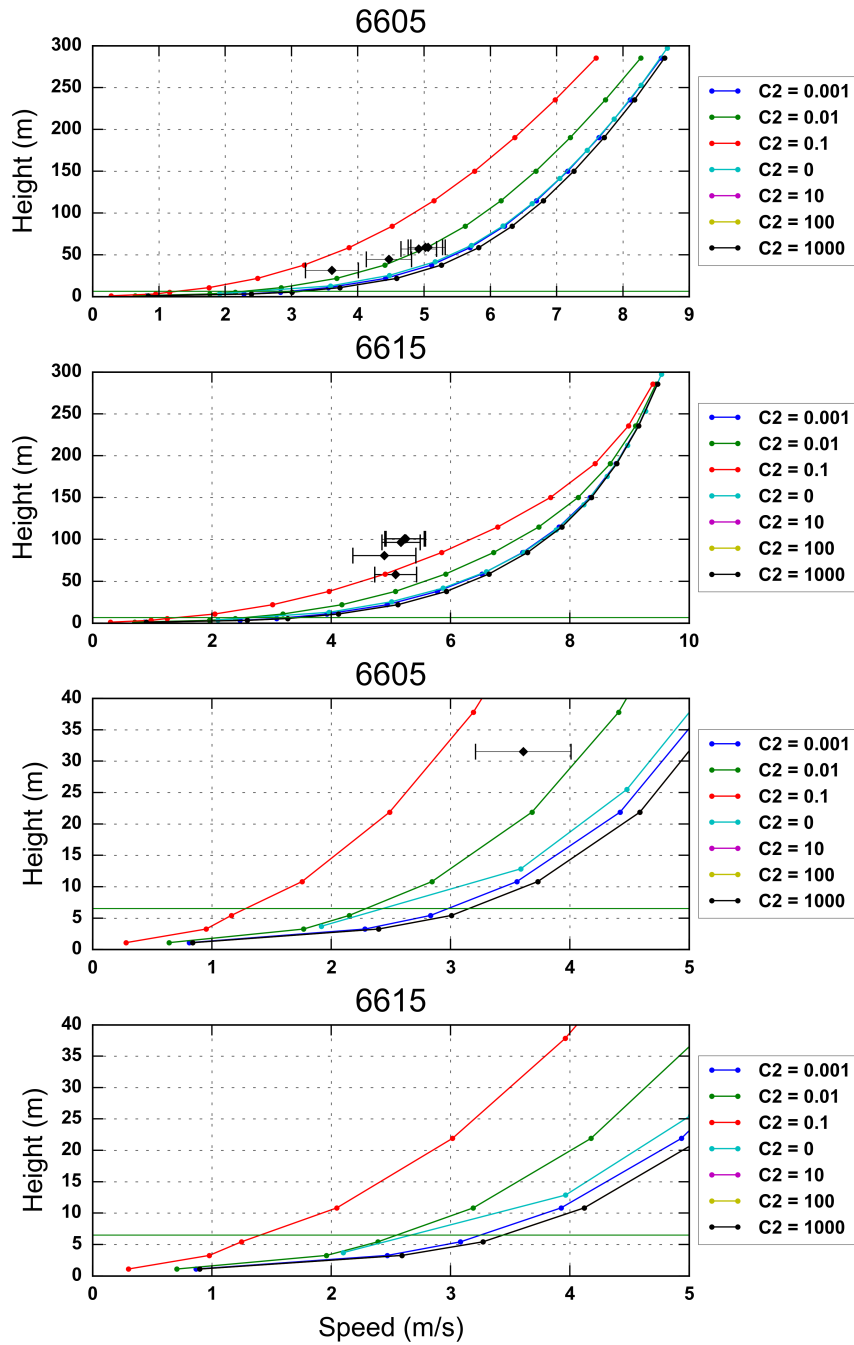 6605
Height (m)
300
250
200
150
100
50
0
0 1 2 3 4 5 6 7 8 9
C2 = 0.001
C2 = 0.01
C2 = 0.1
C2 = 0
C2 = 10
C2 = 100
C2 = 1000
6615
Height (m)
300
250
200
150
100
50
0
0 2 4 6 8 10
C2 = 0.001
C2 = 0.01
C2 = 0.1
C2 = 0
C2 = 10
C2 = 100
C2 = 1000
6605
Height (m)
40
35
30
25
20
15
10
5
0
0 1 2 3 4 5
C2 = 0.001
C2 = 0.01
C2 = 0.1
C2 = 0
C2 = 10
C2 = 100
C2 = 1000
6615
Height (m)
40
35
30
25
20
15
10
5
0
0 1 2 3 4 5
C2 = 0.001
C2 = 0.01
C2 = 0.1
C2 = 0
C2 = 10
C2 = 100
C2 = 1000
Speed (m/s)